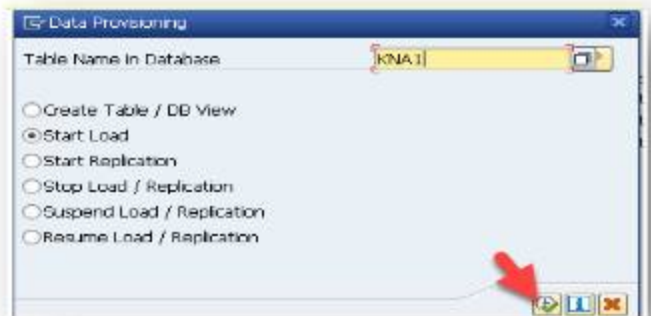 Data Provisioning
Table Name in Database
KNA1
Create Table / DB View
Start Load
Start Replication
Stop Load / Replication
Suspend Load / Replication
Resume Load / Replication